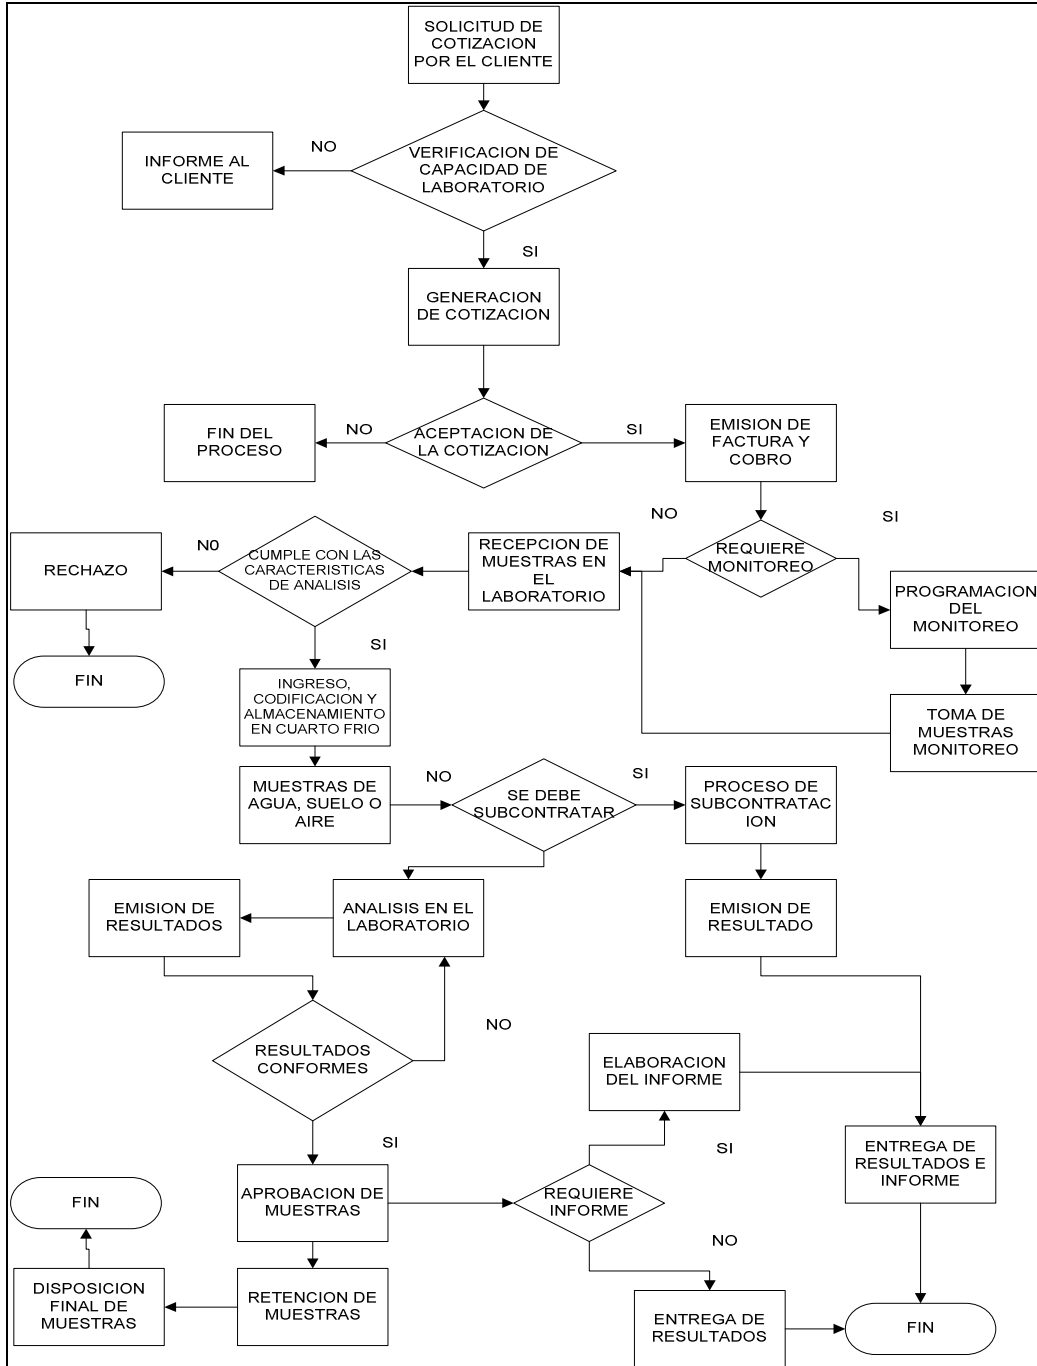 SOLICITUD DE
COTIZACION
POR EL CLIENTE
NO
VERIFICACION DE
CAPACIDAD DE
LABORATORIO
INFORME AL
CLIENTE
SI
GENERACION
DE COTIZACION
FIN DEL
PROCESO
NO
ACEPTACION DE
LA COTIZACION
SI
EMISION DE
FACTURA Y
COBRO
NO
SI
REQUIERE
MONITOREO
RECEPCION DE
MUESTRAS EN
EL
LABORATORIO
N0
CUMPLE CON LAS
CARACTERISTICAS
DE ANALISIS
RECHAZO
PROGRAMACION
DEL
MONITOREO
SI
FIN
INGRESO,
CODIFICACION Y
ALMACENAMIENTO
EN CUARTO FRIO
TOMA DE
MUESTRAS
MONITOREO
MUESTRAS DE
AGUA, SUELO O
AIRE
NO
SE DEBE
SUBCONTRATAR
SI
PROCESO DE
SUBCONTRATAC
ION
EMISION DE
RESULTADOS
ANALISIS EN EL
LABORATORIO
EMISION DE
RESULTADO
NO
RESULTADOS
CONFORMES
ELABORACION
DEL INFORME
SI
SI
ENTREGA DE
RESULTADOS E
INFORME
FIN
APROBACION DE
MUESTRAS
REQUIERE
INFORME
NO
DISPOSICION
FINAL DE
MUESTRAS
RETENCION DE
MUESTRAS
ENTREGA DE
RESULTADOS
FIN